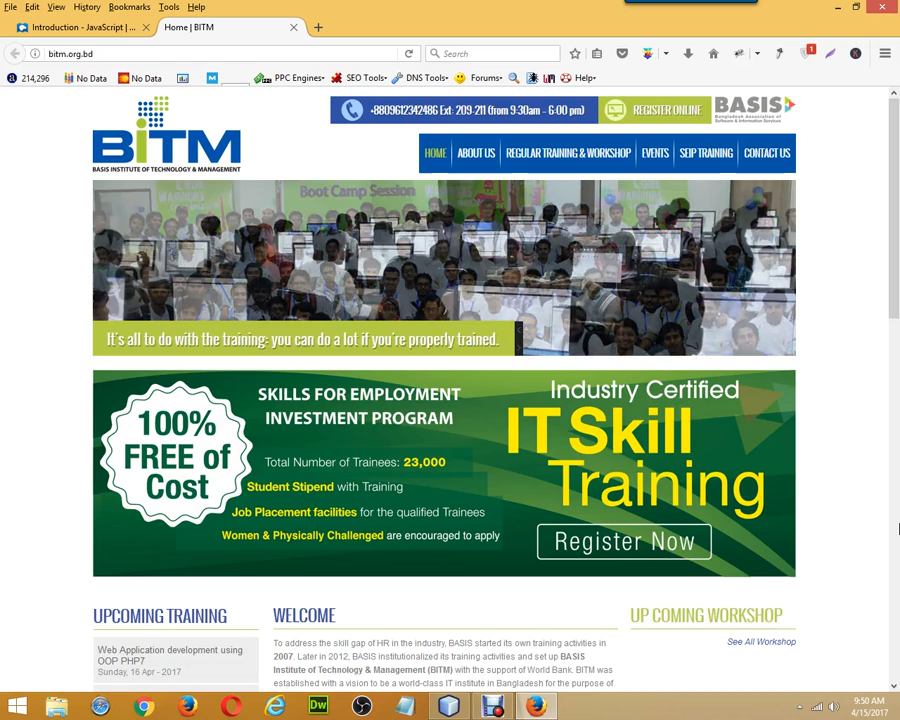 File Edit View History Bookmarks Tools Help
Introduction - JavaScript | ... Home | BITM
bitm.org.bd Search 1
214,296 No Data No Data PPC Engines SEO Tools DNS Tools Forums Help
+8809612342486 Ext: 209-211 (from 9:30am - 6:00 pm) REGISTER ONLINE BASIS
Bangladesh Association of
Software & Information Services
BiTM
BASIS INSTITUTE OF TECHNOLOGY & MANAGEMENT
HOME ABOUT US REGULAR TRAINING & WORKSHOP EVENTS SEIP TRAINING CONTACT US
Boot Camp Session
It's all to do with the training: you can do a lot if you're properly trained.
100%
FREE of
Cost
SKILLS FOR EMPLOYMENT
INVESTMENT PROGRAM
Total Number of Trainees: 23,000
Student Stipend with Training
Job Placement facilities for the qualified Trainees
Women & Physically Challenged are encouraged to apply
Industry Certified
IT Skill
Training
Register Now
UPCOMING TRAINING
Web Application development using
OOP PHP7
Sunday, 16 Apr - 2017
WELCOME
To address the skill gap of HR in the industry, BASIS started its own training activities in
2007. Later in 2012, BASIS institutionalized its training activities and set up BASIS
Institute of Technology & Management (BITM) with the support of World Bank. BITM was
established with a vision to be a world-class IT institute in Bangladesh for the purpose of
UP COMING WORKSHOP
See All Workshop
Dw
9:50 AM
4/15/2017